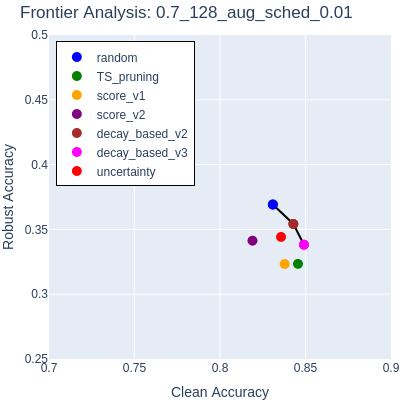 Frontier Analysis: 0.7_128_aug_sched_0.01
0.5
0.45
0.4
0.35
0.3
0.25
Robust Accuracy
random
TS_pruning
score_v1
score_v2
decay_based_v2
decay_based_v3
uncertainty
0.7
0.75
0.8
0.85
0.9
Clean Accuracy